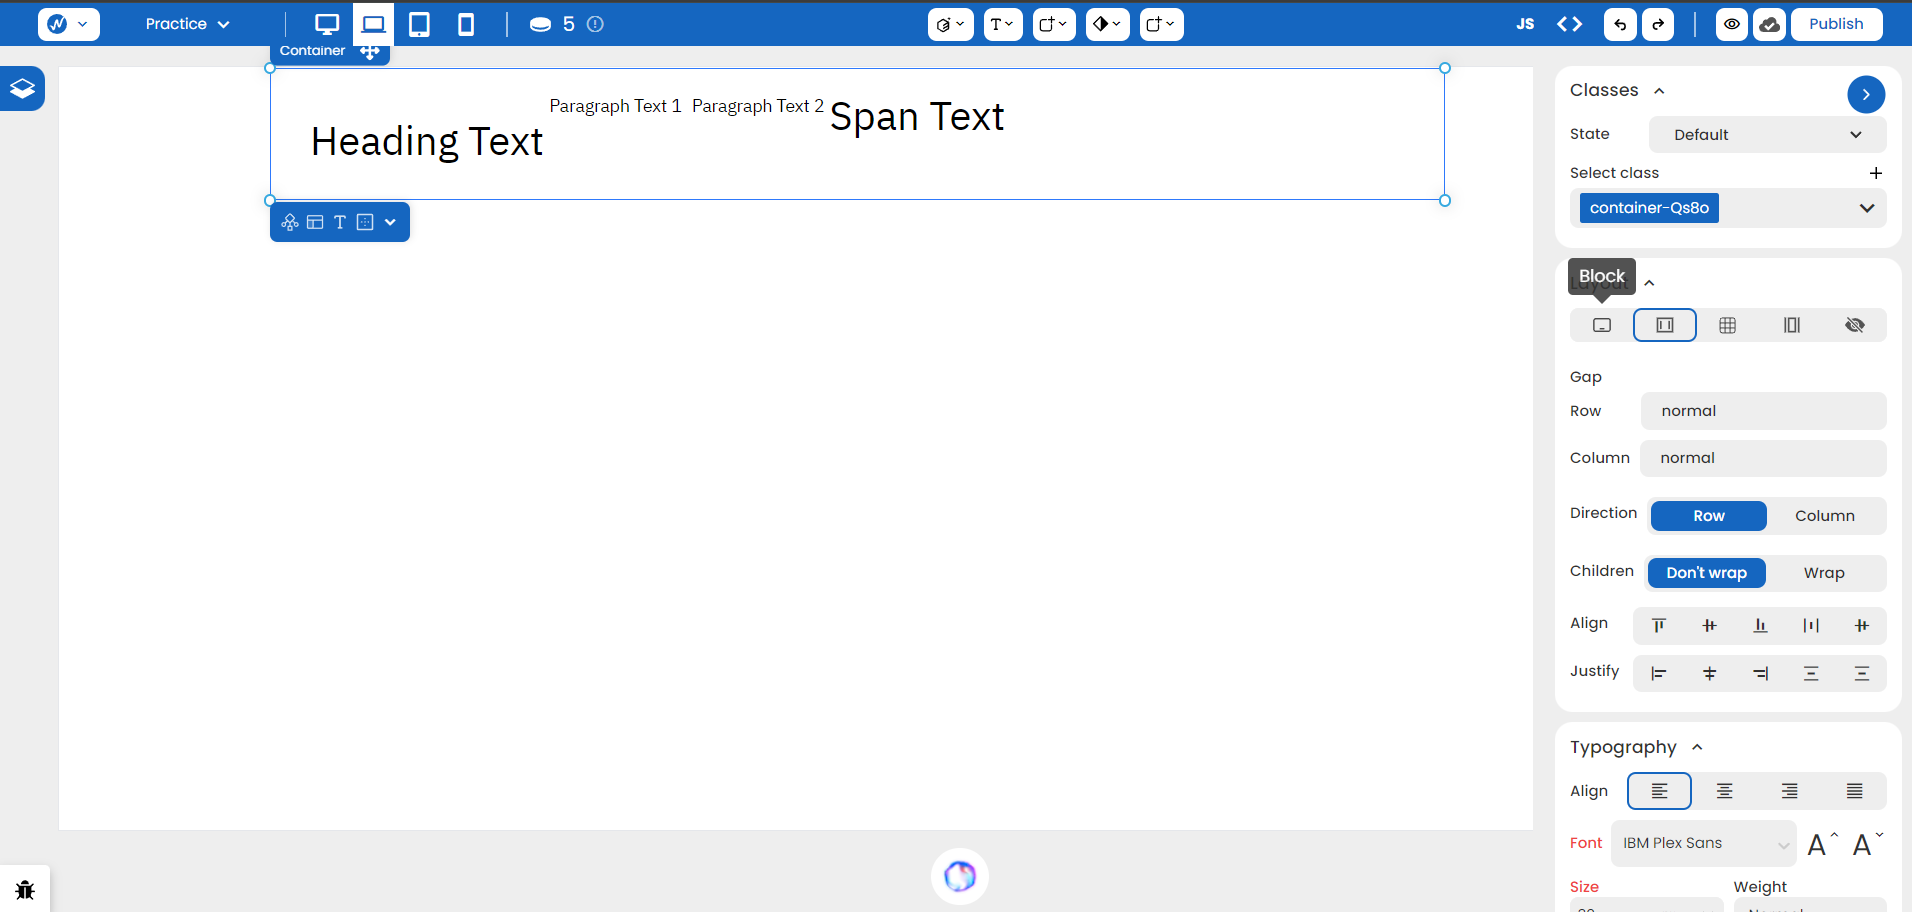 Practice
5
T
JS
Publish
Container
Heading Text
Paragraph Text 1
Paragraph Text 2
Span Text
T
Classes
State
Default
Select class
container-Qs8o
Block
Gap
Row
normal
Column
normal
Direction
Row
Column
Children
Don't wrap
Wrap
Align
Justify
Typography
Align
Font
IBM Plex Sans
A
A
Size
Weight